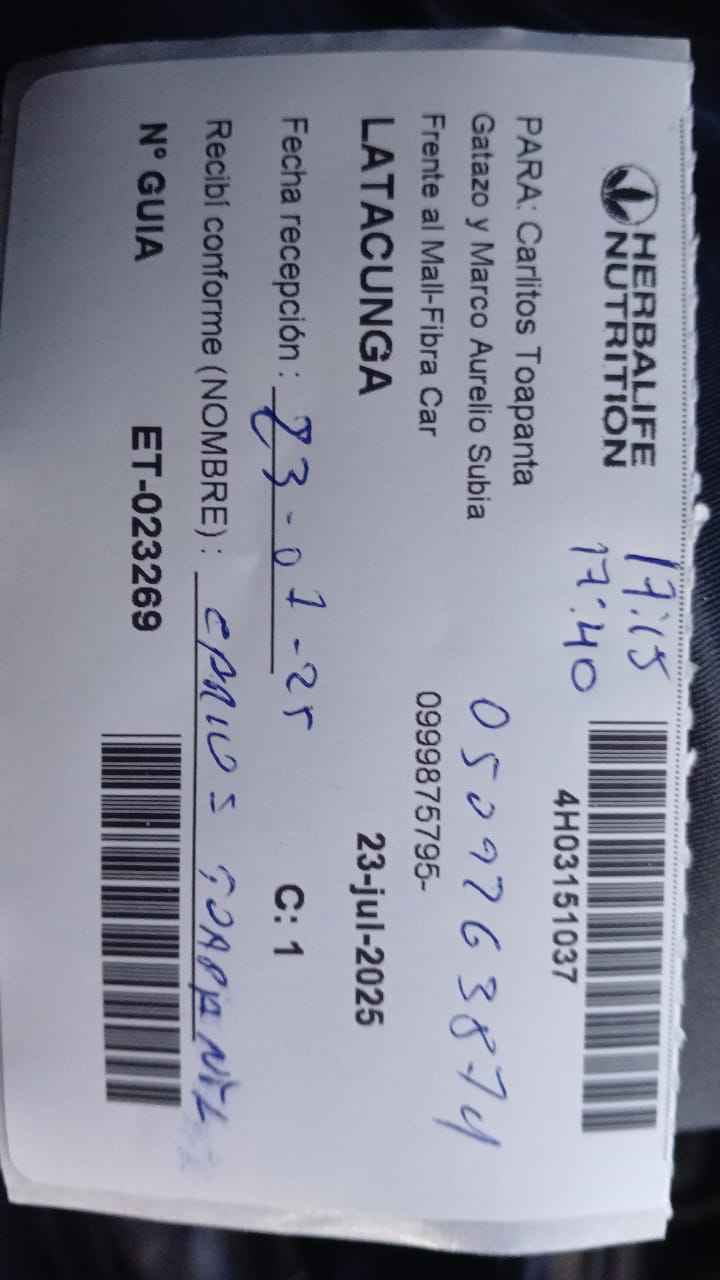 HERBALIFE
NUTRITION
17:15
17:40
4H03151037
PARA: Carlitos Toapanta
Gatazo y Marco Aurelio Subia
Frente al Mall-Fibra Car
0999875795-
LATACUNGA
23-jul-2025
Fecha recepción : 23-07-25
C: 1
Recibí conforme (NOMBRE) : CARLOS TOAPANTA
Nº GUIA
ET-023269